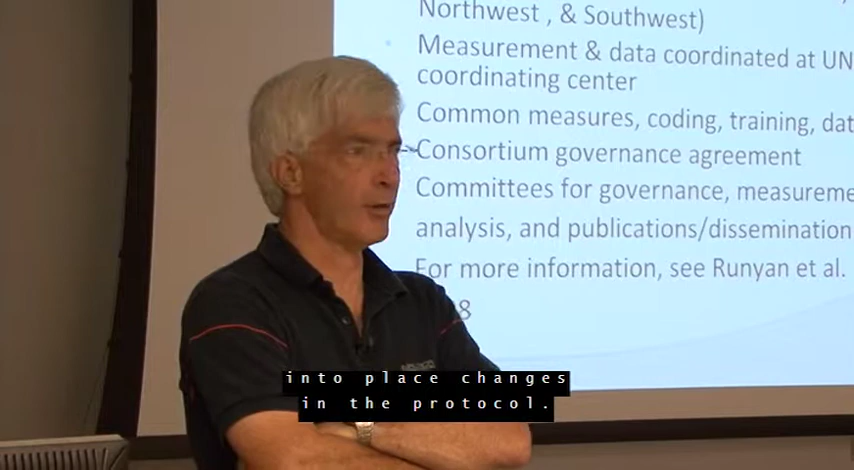 Northwest , & Southwest)
Measurement & data coordinated at UN
coordinating center
Common measures, coding, training, dat
Consortium governance agreement
Committees for governance, measureme
analysis, and publications/dissemination
For more information, see Runyan et al.
8
into place changes
in the protocol.